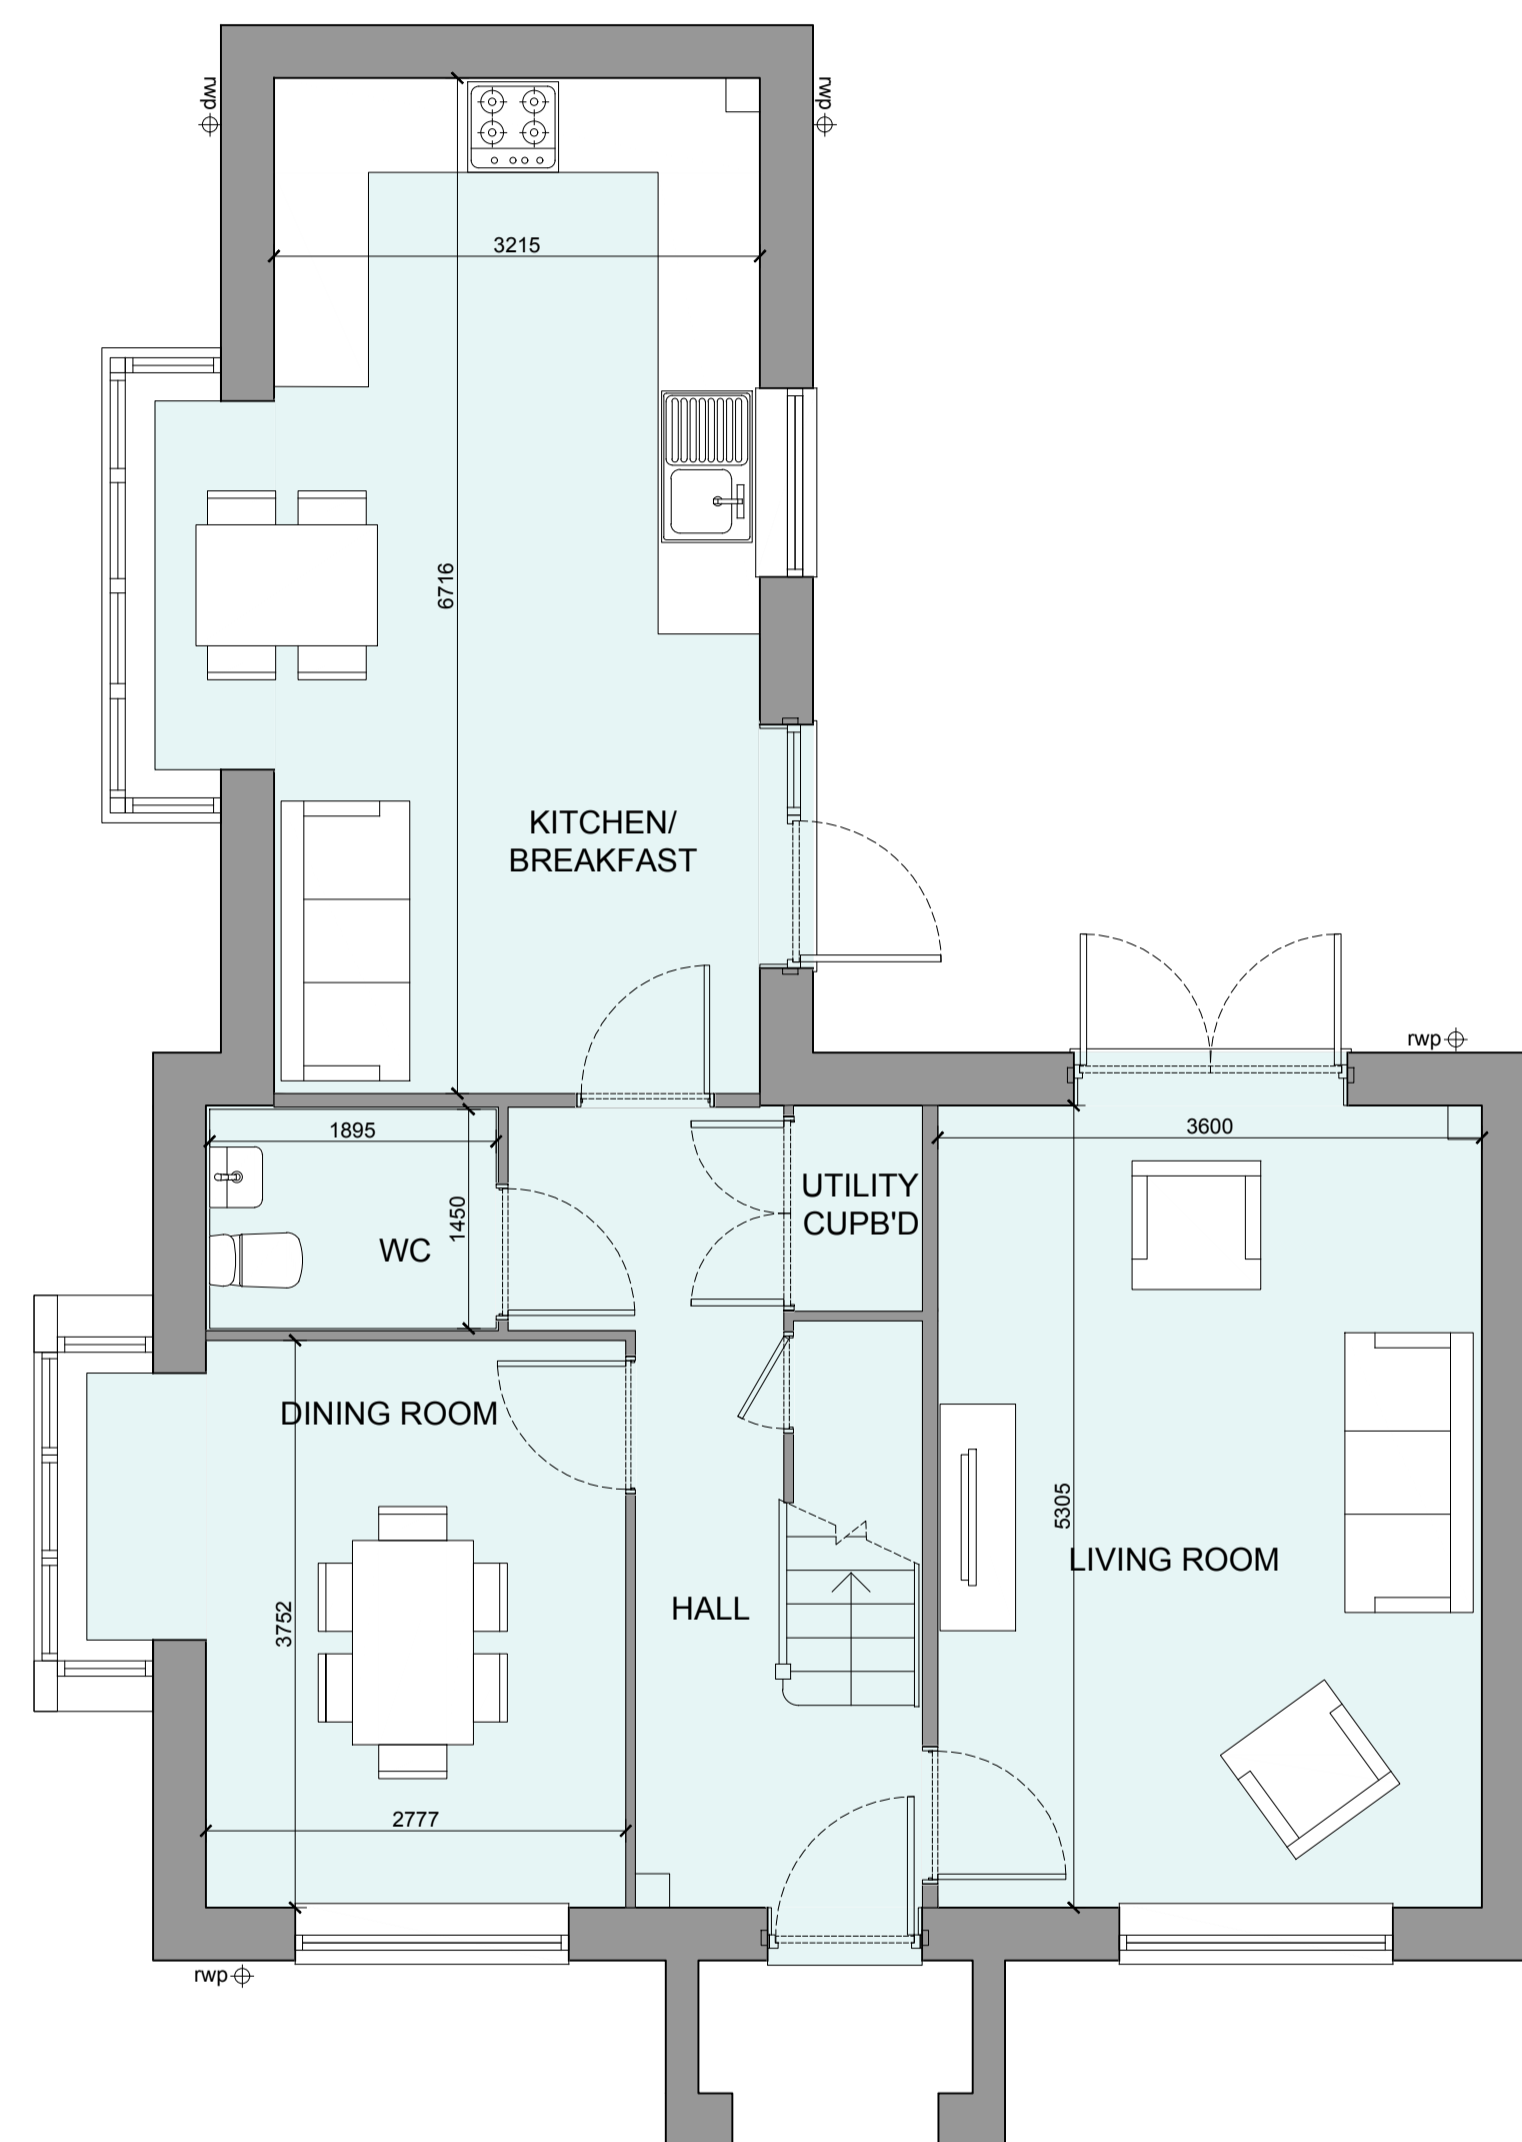 rwp
rwp
3215
6716
KITCHEN/
BREAKFAST
rwp
1895
3600
1450
UTILITY
CUPB'D
WC
DINING ROOM
5305
LIVING ROOM
HALL
3752
2777
rwp